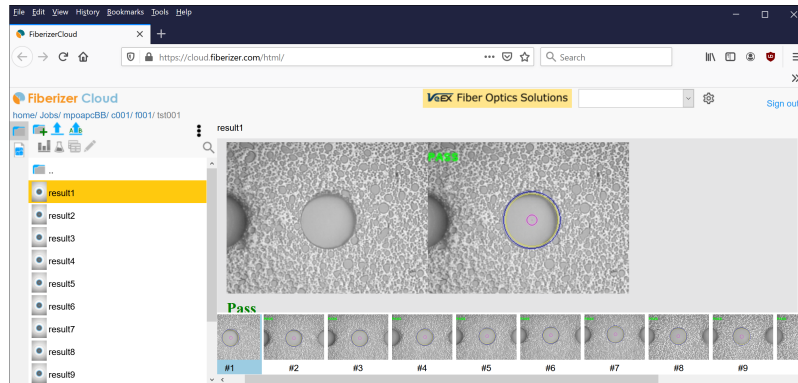 File Edit View History Bookmarks Tools Help
FiberizerCloud
https://cloud.fiberizer.com/html/
Search
Fiberizer Cloud
VeEX Fiber Optics Solutions
Sign out
home/ Jobs/ mpoapcBB/ c001/ f001/ tst001
result1
..
result1
result2
result3
result4
result5
result6
result7
result8
result9
PASS
Pass
#1 #2 #3 #4 #5 #6 #7 #8 #9